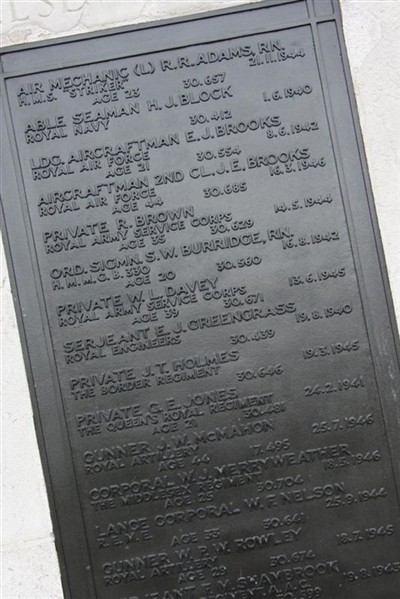 AIR MECHANIC (L) R.R. ADAMS, RN.
H.M.S. "STRIKER" 30.657 21.11.1944
AGE 23
ABLE SEAMAN H.J. BLOCK
ROYAL NAVY 30.412 1.6.1940
LDG. AIRCRAFTMAN E.J. BROOKS
ROYAL AIR FORCE 30.554 8.6.1942
AGE 21
AIRCRAFTMAN 2ND CL. J.E. BROOKS
ROYAL AIR FORCE 30.685 16.3.1946
AGE 44
PRIVATE R. BROWN
ROYAL ARMY SERVICE CORPS 14.5.1944
AGE 35 30.629
ORD. SIGMN. S.W. BURRIDGE, RN.
H.M.M.G.B. 330 30.560 16.8.1942
AGE 20
PRIVATE W.L. DAVEY
ROYAL ARMY SERVICE CORPS 13.6.1945
AGE 39 30.671
SERJEANT E.J. GREENGRASS
ROYAL ENGINEERS 30.439 19.8.1940
PRIVATE J.T. HOLMES
THE BORDER REGIMENT 30.646 19.3.1945
PRIVATE G.E. JONES
THE QUEEN'S ROYAL REGIMENT 24.2.1941
AGE 21 30.481
GUNNER J.W. MCMAHON
ROYAL ARTILLERY 17.495 25.7.1946
AGE 44
CORPORAL W.J. MERRYWEATHER
THE MIDDLESEX REGIMENT 1946
AGE 25 30.704
LANCE CORPORAL W.F. NELSON
R.E.M.E. 30.641 1944
AGE 33
GUNNER W.P.W. ROWLEY
ROYAL ARTILLERY 30.674 18.7.1945
AGE 29